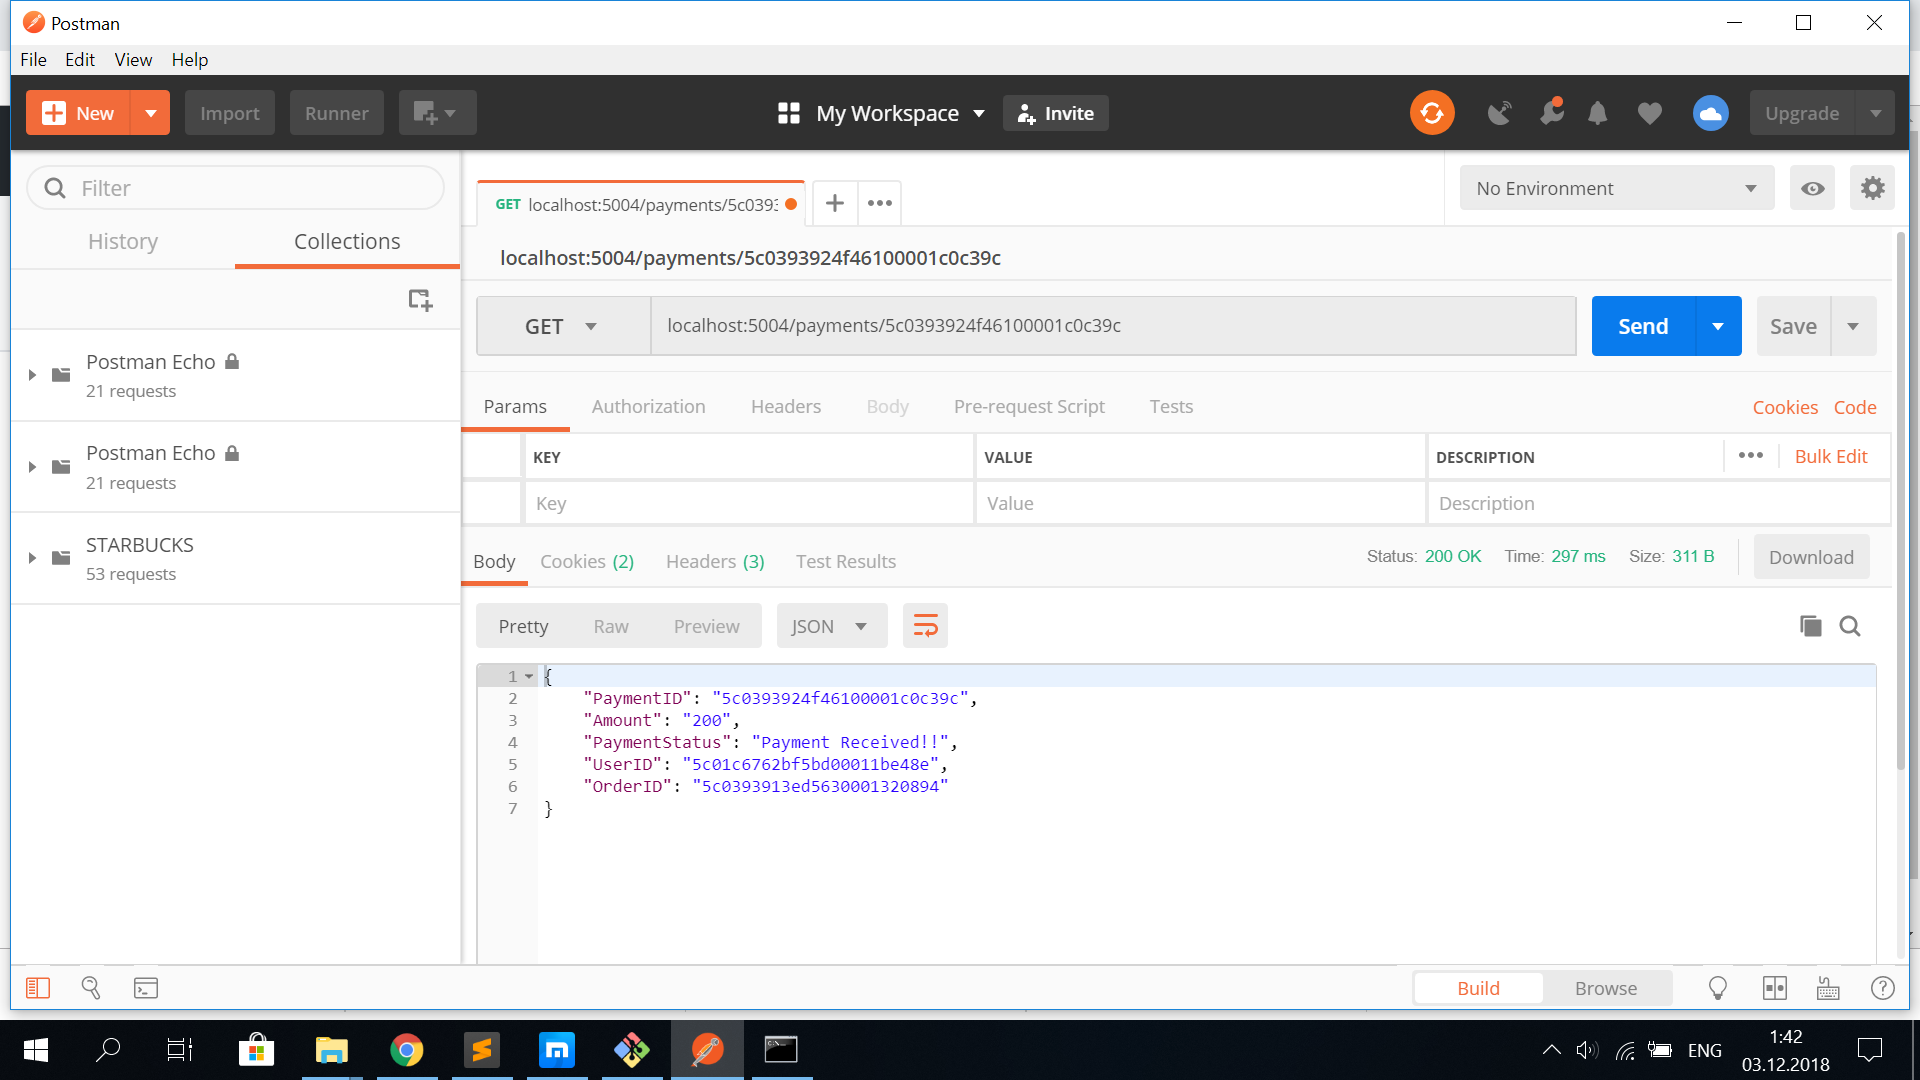 Postman
File Edit View Help
New Import Runner My Workspace Invite Upgrade
Filter
History Collections
Postman Echo
21 requests
Postman Echo
21 requests
STARBUCKS
53 requests
GET localhost:5004/payments/5c039
No Environment
localhost:5004/payments/5c0393924f46100001c0c39c
GET localhost:5004/payments/5c0393924f46100001c0c39c Send Save
Params Authorization Headers Body Pre-request Script Tests Cookies Code
KEY VALUE DESCRIPTION Bulk Edit
Key Value Description
Body Cookies (2) Headers (3) Test Results Status: 200 OK Time: 297 ms Size: 311 B Download
Pretty Raw Preview JSON
1 {
2 "PaymentID": "5c0393924f46100001c0c39c",
3 "Amount": "200",
4 "PaymentStatus": "Payment Received!!",
5 "UserID": "5c01c6762bf5bd00011be48e",
6 "OrderID": "5c0393913ed5630001320894"
7 }
Build Browse
ENG
1:42
03.12.2018